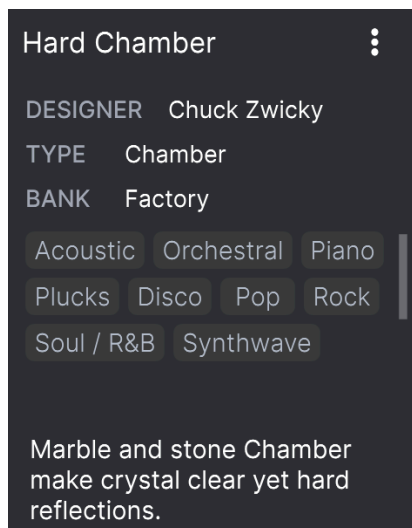 Hard Chamber
DESIGNER Chuck Zwicky
TYPE Chamber
BANK Factory
Acoustic Orchestral Piano
Plucks Disco Pop Rock
Soul / R&B Synthwave
Marble and stone Chamber
make crystal clear yet hard
reflections.